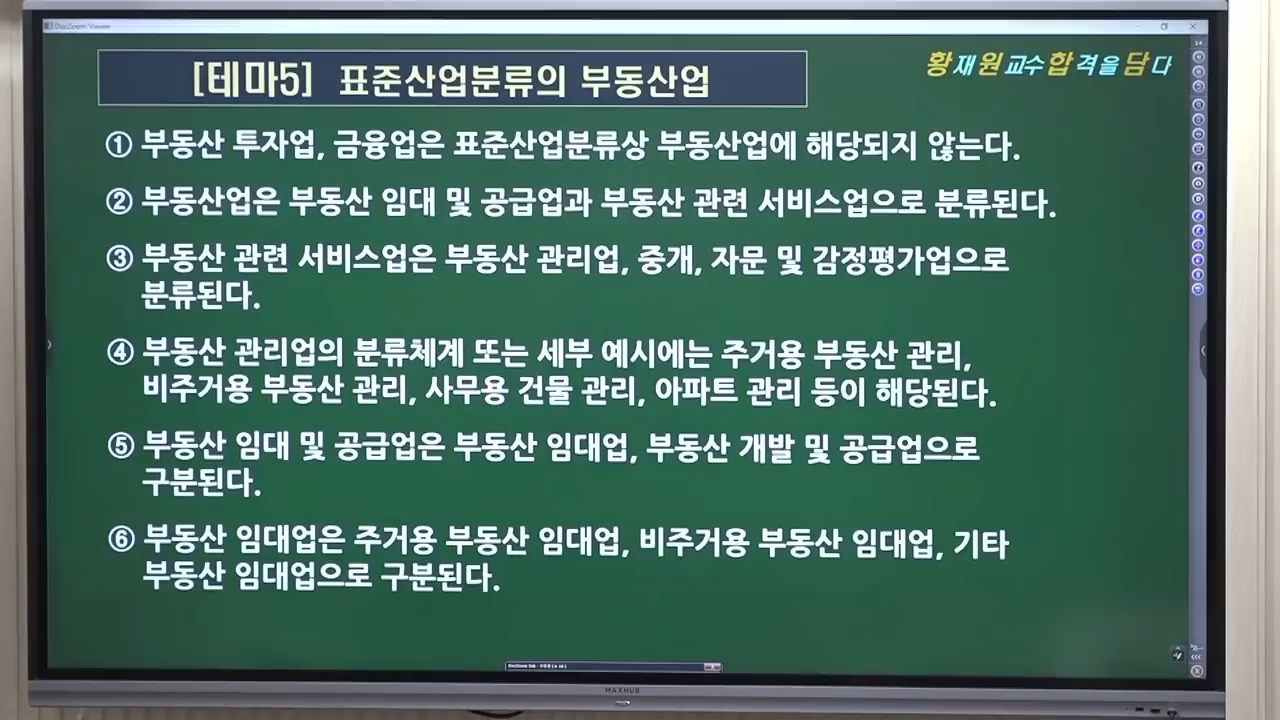 DocZoom Viewer
[테마5] 표준산업분류의 부동산업
황재원교수합격을담다
① 부동산 투자업, 금융업은 표준산업분류상 부동산업에 해당되지 않는다.
② 부동산업은 부동산 임대 및 공급업과 부동산 관련 서비스업으로 분류된다.
③ 부동산 관련 서비스업은 부동산 관리업, 중개, 자문 및 감정평가업으로
분류된다.
④ 부동산 관리업의 분류체계 또는 세부 예시에는 주거용 부동산 관리,
비주거용 부동산 관리, 사무용 건물 관리, 아파트 관리 등이 해당된다.
⑤ 부동산 임대 및 공급업은 부동산 임대업, 부동산 개발 및 공급업으로
구분된다.
⑥ 부동산 임대업은 주거용 부동산 임대업, 비주거용 부동산 임대업, 기타
부동산 임대업으로 구분된다.
MAXHUB